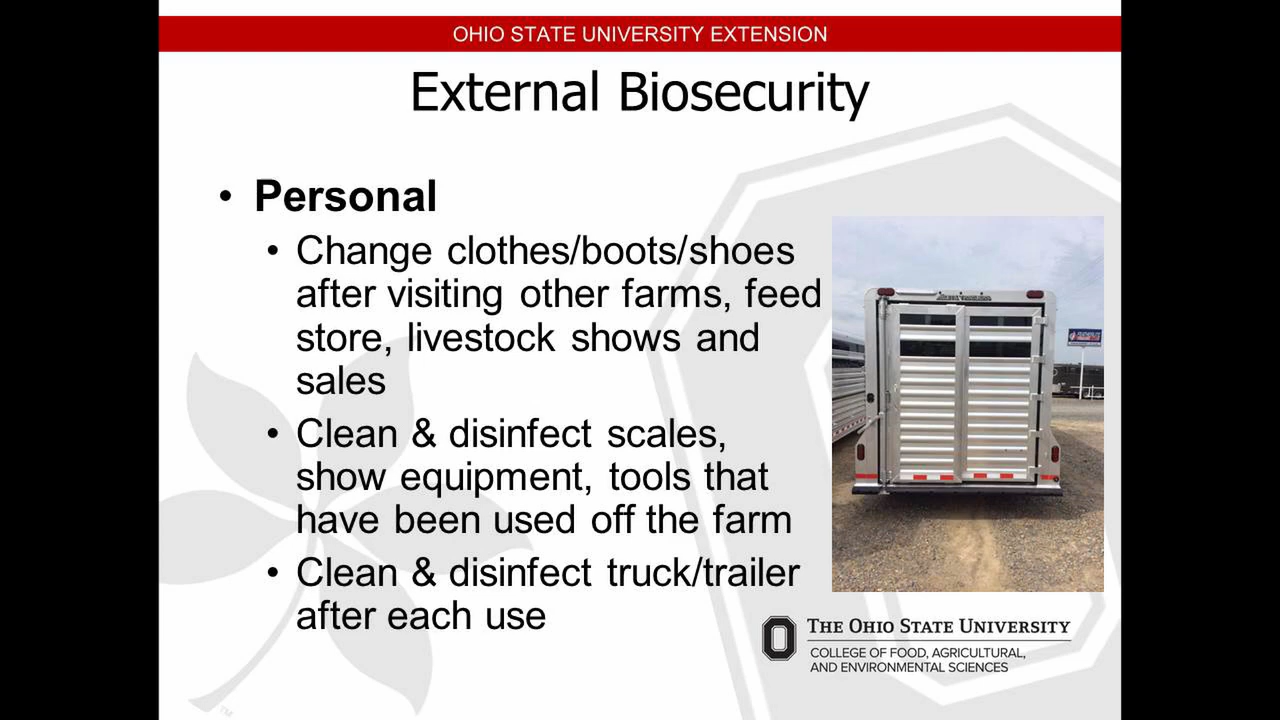 OHIO STATE UNIVERSITY EXTENSION
External Biosecurity
• Personal
• Change clothes/boots/shoes
after visiting other farms, feed
store, livestock shows and
sales
• Clean & disinfect scales,
show equipment, tools that
have been used off the farm
• Clean & disinfect truck/trailer
after each use
THE OHIO STATE UNIVERSITY
COLLEGE OF FOOD, AGRICULTURAL,
AND ENVIRONMENTAL SCIENCES
TM